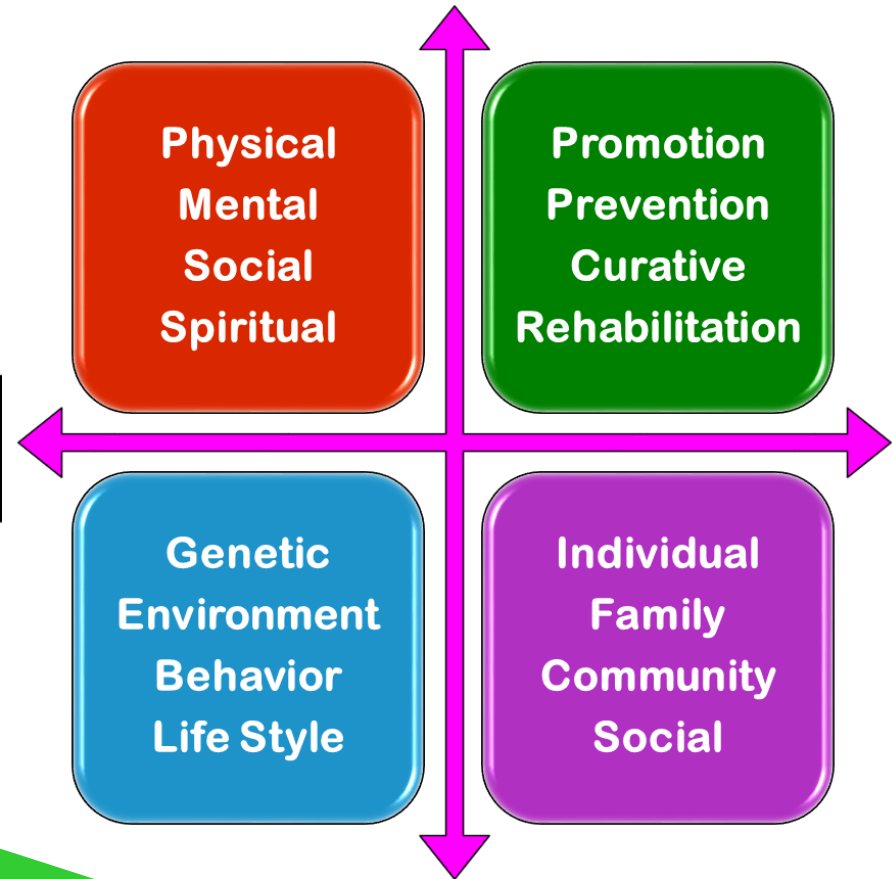 Physical
Mental
Social
Spiritual
Promotion
Prevention
Curative
Rehabilitation
Genetic
Environment
Behavior
Life Style
Individual
Family
Community
Social